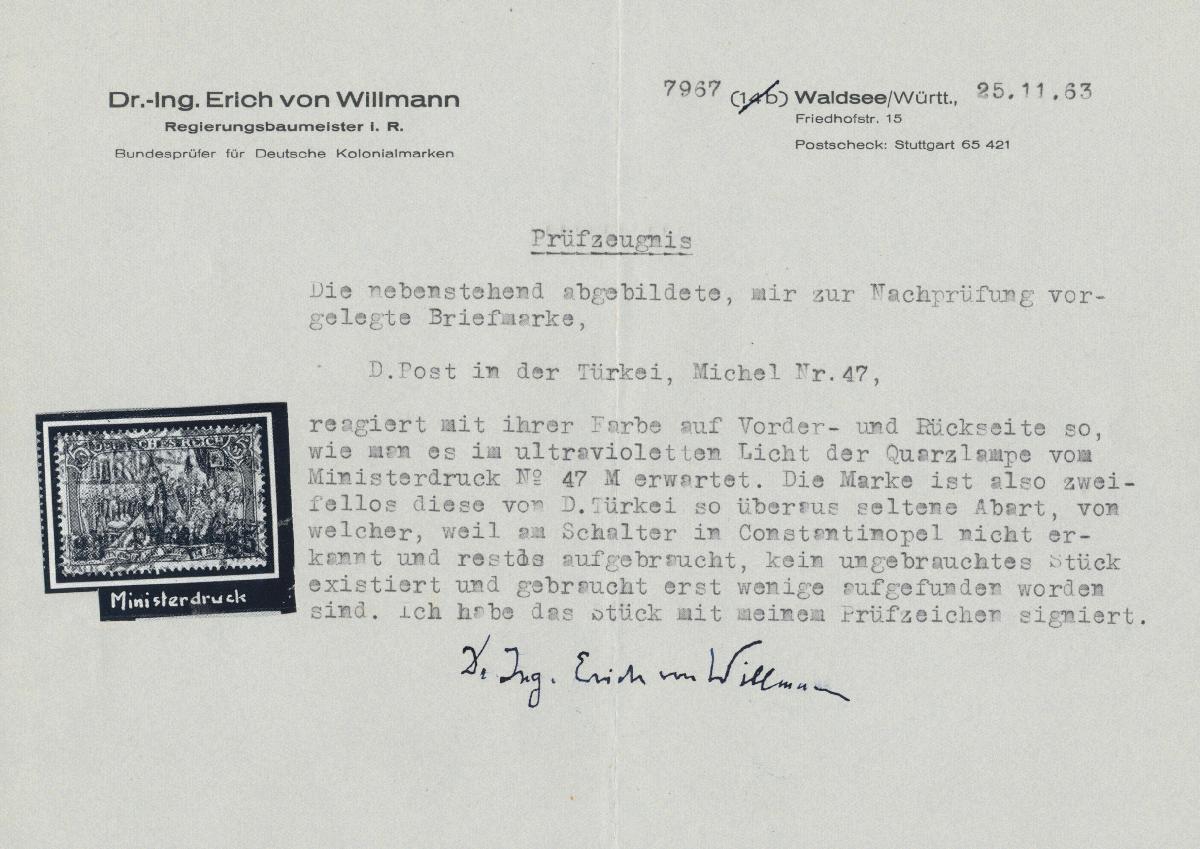 Dr.-Ing. Erich von Willmann
Regierungsbaumeister i. R.
Bundesprüfer für Deutsche Kolonialmarken
7967 (14b) Waldsee/Württ., 25.11.63
Friedhofstr. 15
Postscheck: Stuttgart 65 421
Prüfzeugnis
Die nebenstehend abgebildete, mir zur Nachprüfung vor-
gelegte Briefmarke,
D.Post in der Türkei, Michel Nr.47,
reagiert mit ihrer Farbe auf Vorder- und Rückseite so,
wie man es im ultravioletten Licht der Quarzlampe vom
Ministerdruck Nº 47 M erwartet. Die Marke ist also zwei-
fellos diese von D.Türkei so überaus seltene Abart, von
welcher, weil am Schalter in Constantinopel nicht er-
kannt und restös aufgebraucht, kein ungebrauchtes Stück
existiert und gebraucht erst wenige aufgefunden worden
sind. Ich habe das Stück mit meinem Prüfzeichen signiert.
DEUTSCHES REICH
Ministerdruck
Dr. Ing. Erich von Willmann